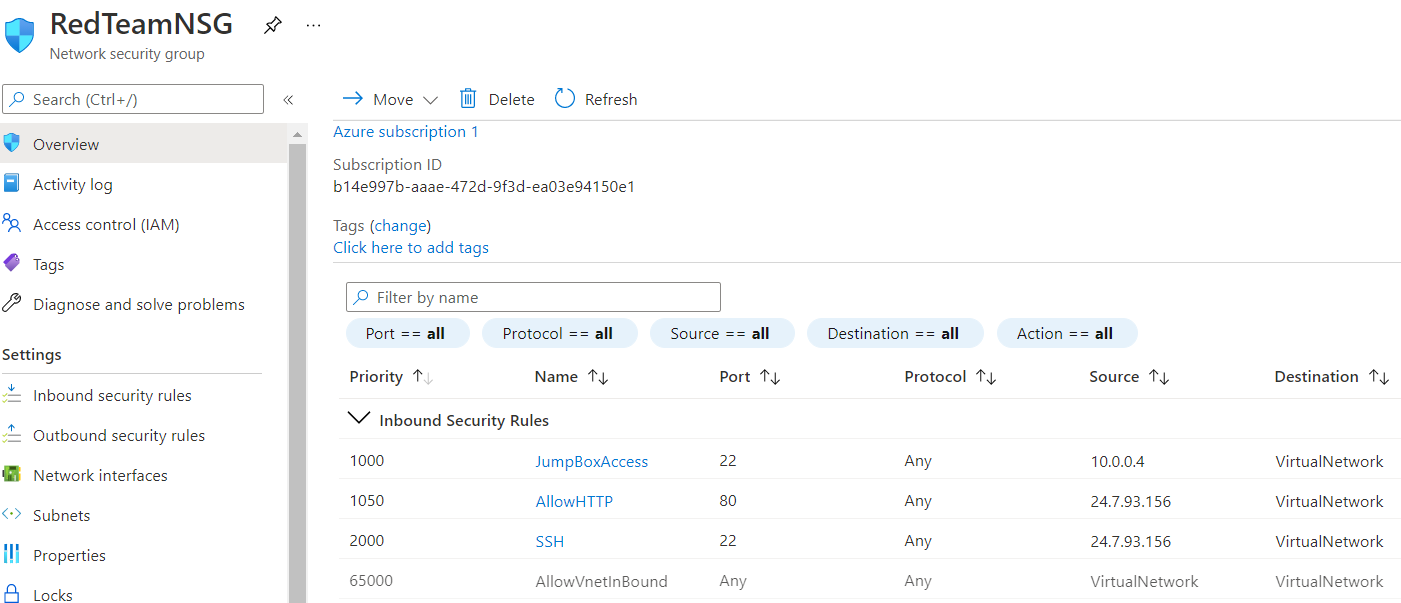 RedTeamNSG
Network security group
Search (Ctrl+/)
«
Overview
Activity log
Access control (IAM)
Tags
Diagnose and solve problems
Settings
Inbound security rules
Outbound security rules
Network interfaces
Subnets
Properties
Locks
Move Delete Refresh
Azure subscription 1
Subscription ID
b14e997b-aaae-472d-9f3d-ea03e94150e1
Tags (change)
Click here to add tags
Filter by name
Port == all Protocol == all Source == all Destination == all Action == all
Priority Name Port Protocol Source Destination
Inbound Security Rules
1000 JumpBoxAccess 22 Any 10.0.0.4 VirtualNetwork
1050 AllowHTTP 80 Any 24.7.93.156 VirtualNetwork
2000 SSH 22 Any 24.7.93.156 VirtualNetwork
65000 AllowVnetInBound Any Any VirtualNetwork VirtualNetwork